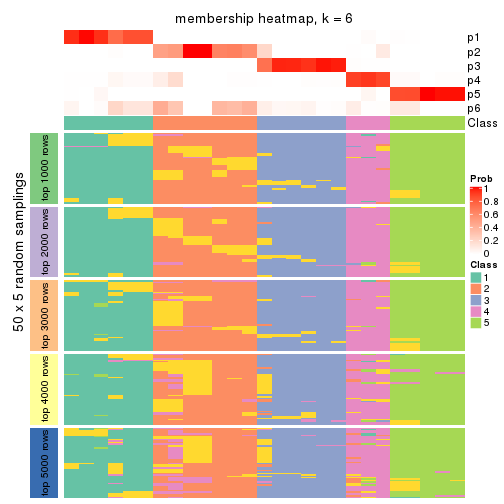 membership heatmap, k = 6
p1
p2
p3
p4
p5
p6
Class
50 x 5 random samplings
top 1000 rows
top 2000 rows
top 3000 rows
top 4000 rows
top 5000 rows
Prob
1
0.8
0.6
0.4
0.2
0
Class
1
2
3
4
5